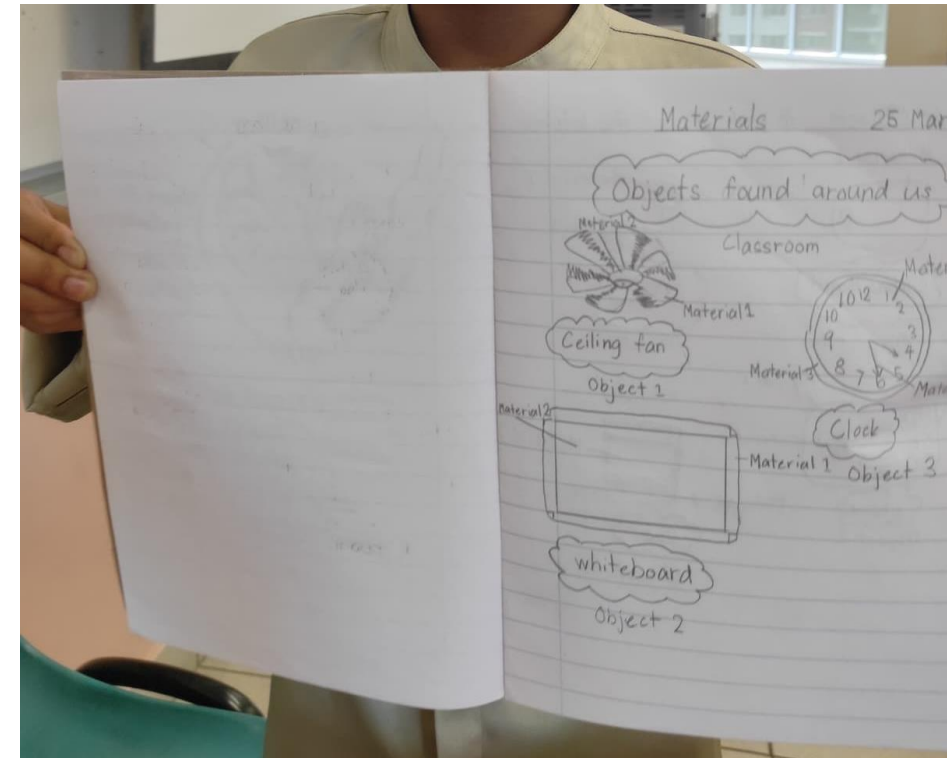 Materials 25 Mar
Objects found around us
Classroom
Material 2
Material 1
Ceiling fan
Object 1
Mater
10 12 1
2
10
3
9
4
8
5
7 6
Material 3
Mate
Clock
Object 3
Material 2
Material 1
whiteboard
Object 2